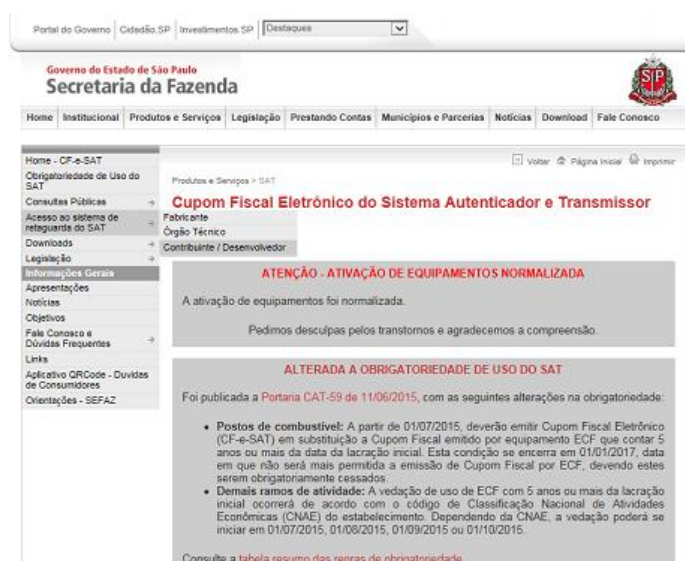 Portal do Governo Cidadão.SP Investimentos SP Destaques
Governo do Estado de São Paulo
Secretaria da Fazenda
SP
Home Institucional Produtos e Serviços Legislação Prestando Contas Municípios e Parcerias Notícias Download Fale Conosco
Home - CF-e-SAT
Obrigatoriedade de Uso do
SAT
Consultas Públicas
Acesso ao sistema de
retaguarda do SAT
Downloads
Legislação
Informações Gerais
Apresentações
Notícias
Objetivos
Fale Conosco e
Dúvidas Frequentes
Links
Aplicativo QRCode - Duvidas
de Consumidores
Orientações - SEFAZ
Voltar Página Inicial Imprimir
Produtos e Serviços > SAT
Cupom Fiscal Eletrônico do Sistema Autenticador e Transmissor
Fabricante
Órgão Técnico
Contribuinte / Desenvolvedor
ATENÇÃO - ATIVAÇÃO DE EQUIPAMENTOS NORMALIZADA
A ativação de equipamentos foi normalizada.
Pedimos desculpas pelos transtornos e agradecemos a compreensão.
ALTERADA A OBRIGATORIEDADE DE USO DO SAT
Foi publicada a Portaria CAT-59 de 11/06/2015, com as seguintes alterações na obrigatoriedade:
• Postos de combustível: A partir de 01/07/2015, deverão emitir Cupom Fiscal Eletrônico
(CF-e-SAT) em substituição a Cupom Fiscal emitido por equipamento ECF que contar 5
anos ou mais da data da lacração inicial. Esta condição se encerra em 01/01/2017, data
em que não será mais permitida a emissão de Cupom Fiscal por ECF, devendo estes
serem obrigatoriamente cessados.
• Demais ramos de atividade: A vedação de uso de ECF com 5 anos ou mais da lacração
inicial ocorrerá de acordo com o código de Classificação Nacional de Atividades
Econômicas (CNAE) do estabelecimento. Dependendo da CNAE, a vedação poderá se
iniciar em 01/07/2015, 01/08/2015, 01/09/2015 ou 01/10/2015.
Consulte a tabela resumo das regras de obrigatoriedade.